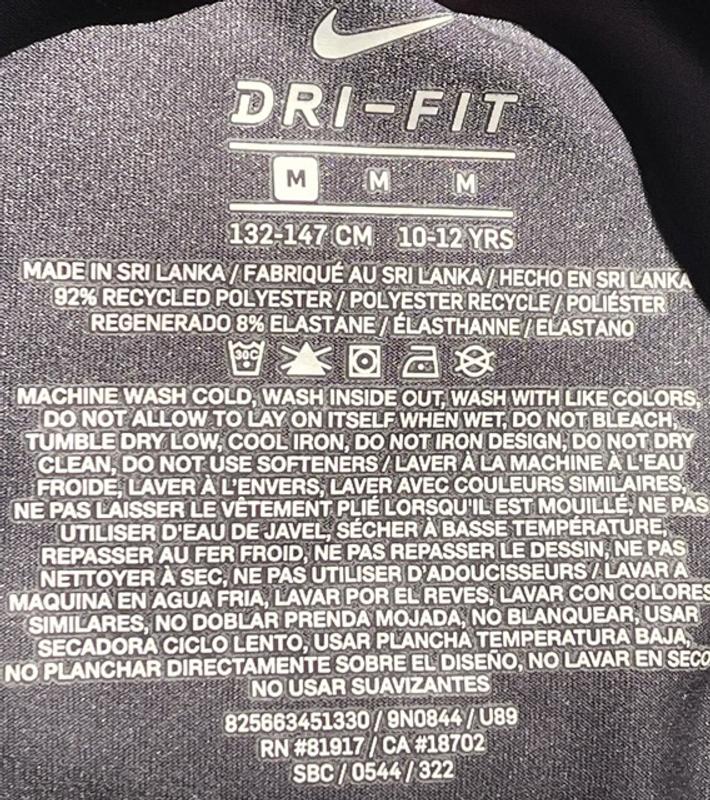 DRI-FIT
M M M
132-147 CM 10-12 YRS
MADE IN SRI LANKA / FABRIQUÉ AU SRI LANKA / HECHO EN SRI LANKA
92% RECYCLED POLYESTER / POLYESTER RECYCLE / POLIÉSTER
REGENERADO 8% ELASTANE / ÉLASTHANNE / ELASTANO
30C
MACHINE WASH COLD, WASH INSIDE OUT, WASH WITH LIKE COLORS,
DO NOT ALLOW TO LAY ON ITSELF WHEN WET, DO NOT BLEACH,
TUMBLE DRY LOW, COOL IRON, DO NOT IRON DESIGN, DO NOT DRY
CLEAN, DO NOT USE SOFTENERS / LAVER À LA MACHINE À L'EAU
FROIDE, LAVER À L'ENVERS, LAVER AVEC COULEURS SIMILAIRES,
NE PAS LAISSER LE VÊTEMENT PLIÉ LORSQU'IL EST MOUILLÉ, NE PAS
UTILISER D'EAU DE JAVEL, SÉCHER À BASSE TEMPÉRATURE,
REPASSER AU FER FROID, NE PAS REPASSER LE DESSIN, NE PAS
NETTOYER À SEC, NE PAS UTILISER D'ADOUCISSEURS / LAVAR A
MAQUINA EN AGUA FRIA, LAVAR POR EL REVES, LAVAR CON COLORES
SIMILARES, NO DOBLAR PRENDA MOJADA, NO BLANQUEAR, USAR
SECADORA CICLO LENTO, USAR PLANCHA TEMPERATURA BAJA,
NO PLANCHAR DIRECTAMENTE SOBRE EL DISEÑO, NO LAVAR EN SECO,
NO USAR SUAVIZANTES
825663451330 / 9N0844 / U89
RN #81917 / CA #18702
SBC / 0544 / 322